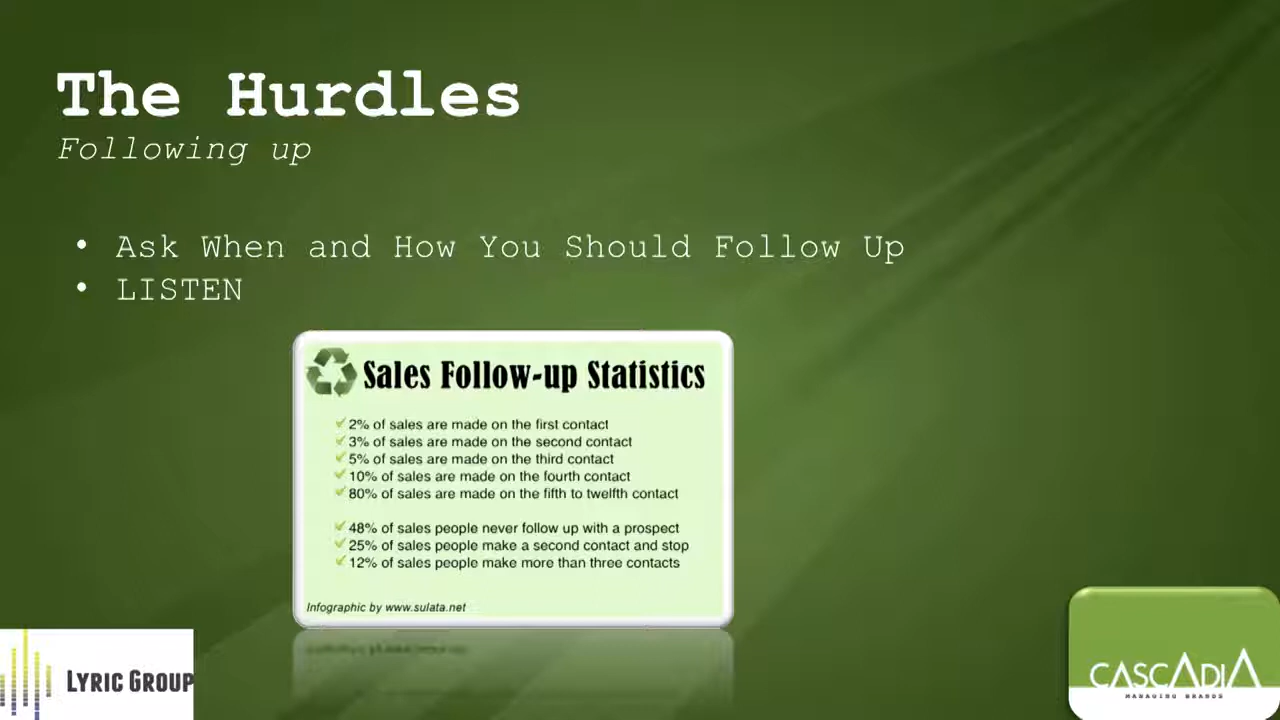 The Hurdles
Following up
• Ask When and How You Should Follow Up
• LISTEN
Sales Follow-up Statistics
2% of sales are made on the first contact
3% of sales are made on the second contact
5% of sales are made on the third contact
10% of sales are made on the fourth contact
80% of sales are made on the fifth to twelfth contact
48% of sales people never follow up with a prospect
25% of sales people make a second contact and stop
12% of sales people make more than three contacts
Infographic by www.sulata.net
LYRIC GROUP
CASCADIA
MANAGING BRANDS